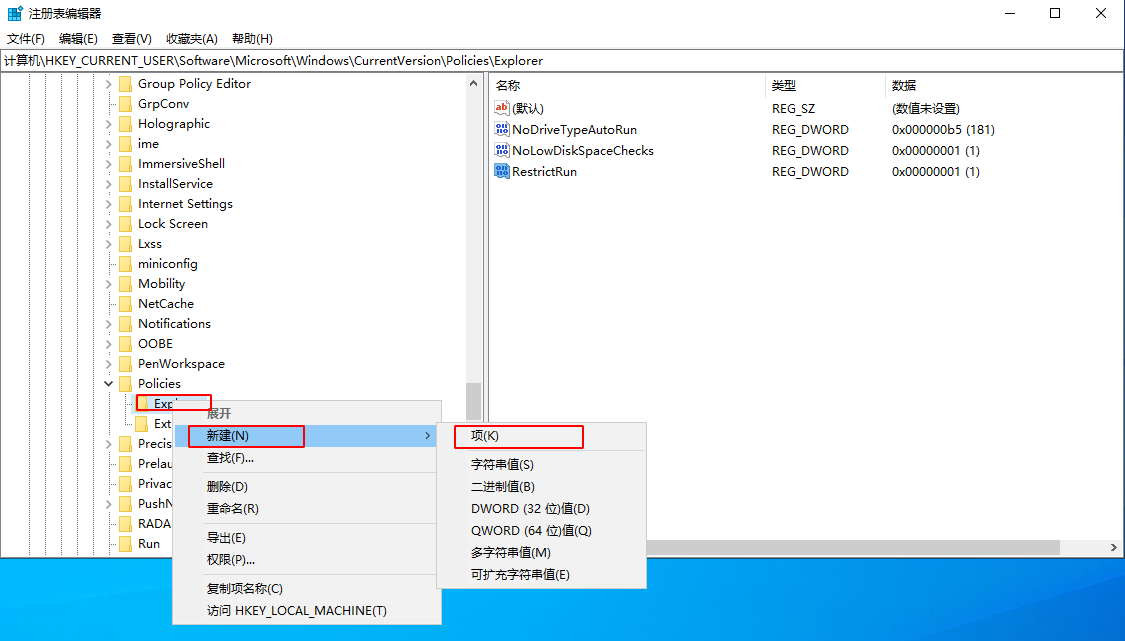 注册表编辑器
文件(F) 编辑(E) 查看(V) 收藏夹(A) 帮助(H)
计算机\HKEY_CURRENT_USER\Software\Microsoft\Windows\CurrentVersion\Policies\Explorer
Group Policy Editor
GrpConv
Holographic
ime
ImmersiveShell
InstallService
Internet Settings
Lock Screen
Lxss
miniconfig
Mobility
NetCache
Notifications
OOBE
PenWorkspace
Policies
Exp
Ext
Precis
Prelau
Privac
PushN
RADA
Run
名称 类型 数据
(默认) REG_SZ (数值未设置)
NoDriveTypeAutoRun REG_DWORD 0x000000b5 (181)
NoLowDiskSpaceChecks REG_DWORD 0x00000001 (1)
RestrictRun REG_DWORD 0x00000001 (1)
展开
新建(N)
查找(F)...
删除(D)
重命名(R)
导出(E)
权限(P)...
复制项名称(C)
访问 HKEY_LOCAL_MACHINE(T)
项(K)
字符串值(S)
二进制值(B)
DWORD (32 位)值(D)
QWORD (64 位)值(Q)
多字符串值(M)
可扩充字符串值(E)